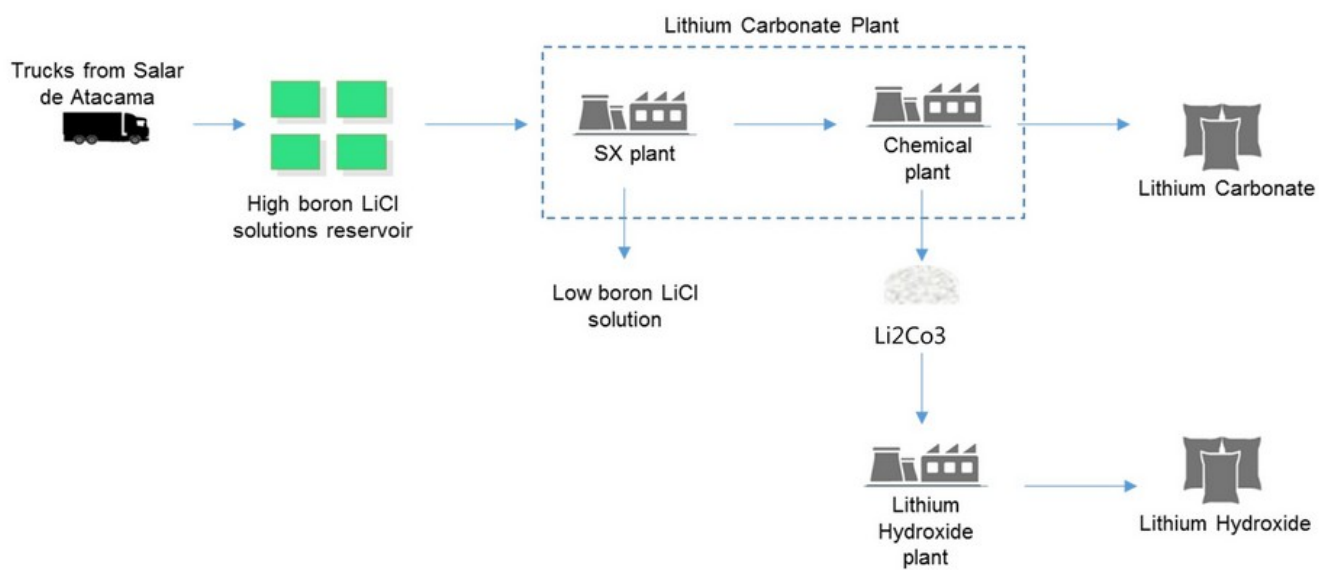 Lithium Carbonate Plant
Trucks from Salar
de Atacama
High boron LiCl
solutions reservoir
SX plant
Chemical
plant
Lithium Carbonate
Low boron LiCl
solution
Li2Co3
Lithium
Hydroxide
plant
Lithium Hydroxide